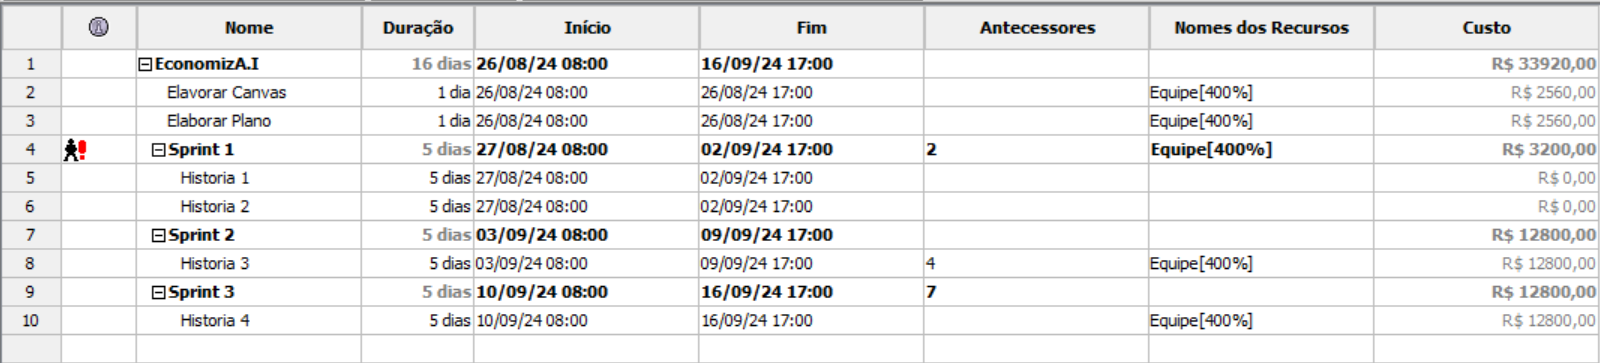 Nome Duração Início Fim Antecessores Nomes dos Recursos Custo
1 EconomizA.I 16 dias 26/08/24 08:00 16/09/24 17:00 R$ 33920,00
2 Elavorar Canvas 1 dia 26/08/24 08:00 26/08/24 17:00 Equipe[400%] R$ 2560,00
3 Elaborar Plano 1 dia 26/08/24 08:00 26/08/24 17:00 Equipe[400%] R$ 2560,00
4 Sprint 1 5 dias 27/08/24 08:00 02/09/24 17:00 2 Equipe[400%] R$ 3200,00
5 Historia 1 5 dias 27/08/24 08:00 02/09/24 17:00 R$ 0,00
6 Historia 2 5 dias 27/08/24 08:00 02/09/24 17:00 R$ 0,00
7 Sprint 2 5 dias 03/09/24 08:00 09/09/24 17:00 R$ 12800,00
8 Historia 3 5 dias 03/09/24 08:00 09/09/24 17:00 4 Equipe[400%] R$ 12800,00
9 Sprint 3 5 dias 10/09/24 08:00 16/09/24 17:00 7 R$ 12800,00
10 Historia 4 5 dias 10/09/24 08:00 16/09/24 17:00 Equipe[400%] R$ 12800,00